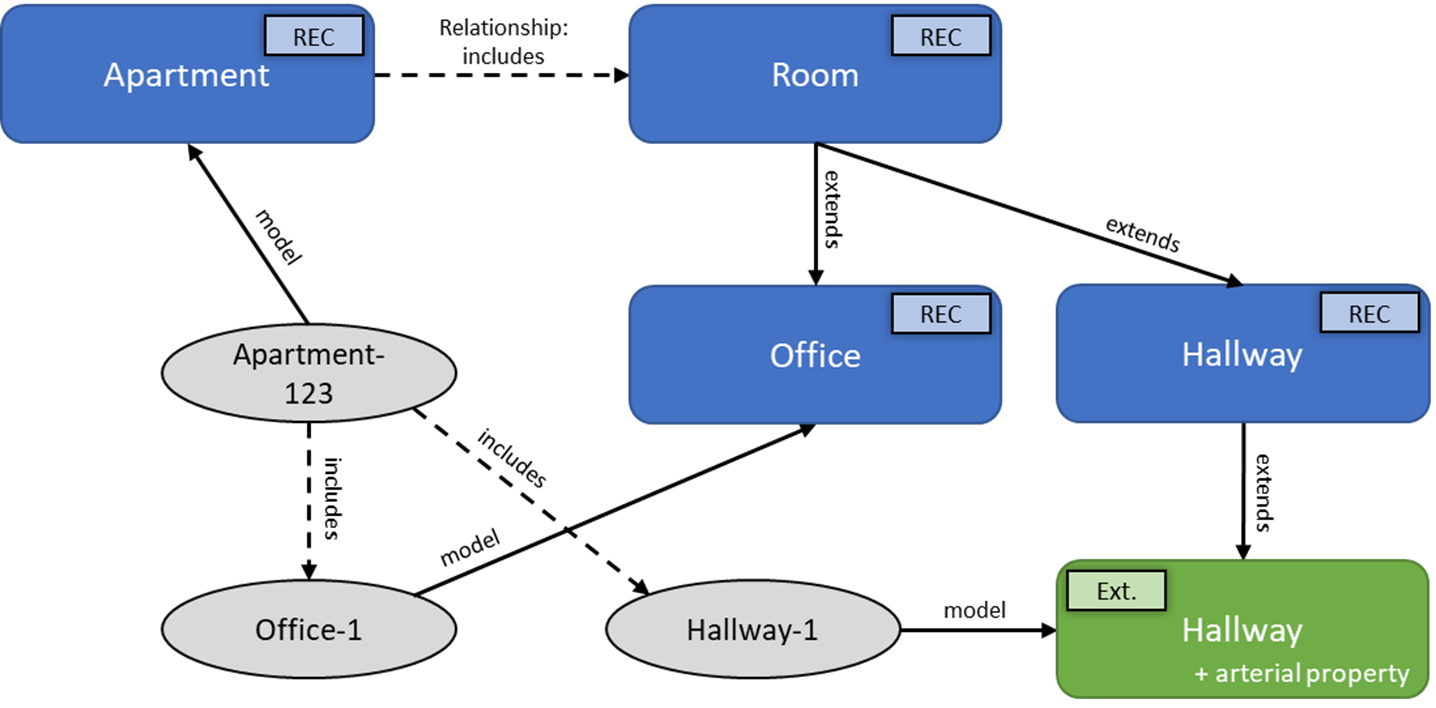 REC
Apartment
Relationship:
includes
REC
Room
extends
extends
model
REC
Office
REC
Hallway
Apartment-
123
includes
includes
extends
model
Office-1
Hallway-1
model
Ext.
Hallway
+ arterial property